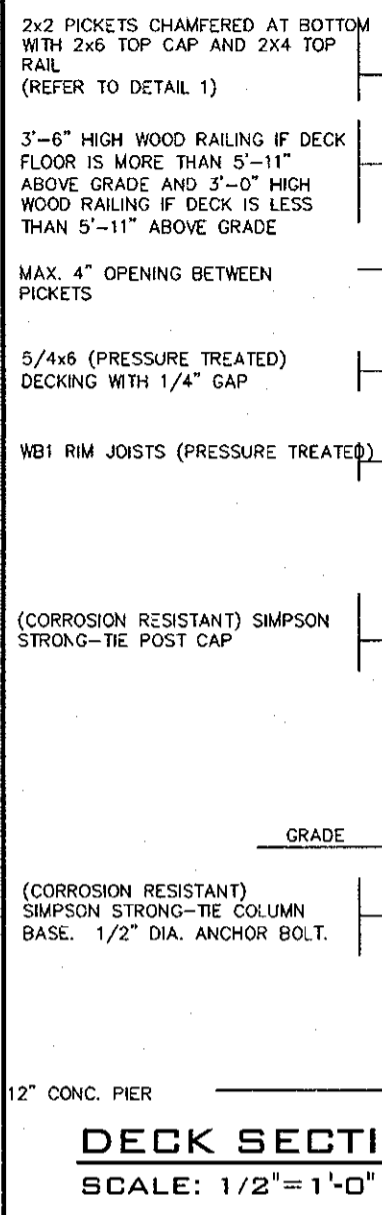 2x2 PICKETS CHAMFERED AT BOTTOM
WITH 2x6 TOP CAP AND 2X4 TOP
RAIL
(REFER TO DETAIL 1)
3'-6" HIGH WOOD RAILING IF DECK
FLOOR IS MORE THAN 5'-11"
ABOVE GRADE AND 3'-0" HIGH
WOOD RAILING IF DECK IS LESS
THAN 5'-11" ABOVE GRADE
MAX. 4" OPENING BETWEEN
PICKETS
5/4x6 (PRESSURE TREATED)
DECKING WITH 1/4" GAP
WB1 RIM JOISTS (PRESSURE TREATED)
(CORROSION RESISTANT) SIMPSON
STRONG-TIE POST CAP
GRADE
(CORROSION RESISTANT)
SIMPSON STRONG-TIE COLUMN
BASE. 1/2" DIA. ANCHOR BOLT.
12" CONC. PIER
DECK SECTI
SCALE: 1/2"=1'-0"